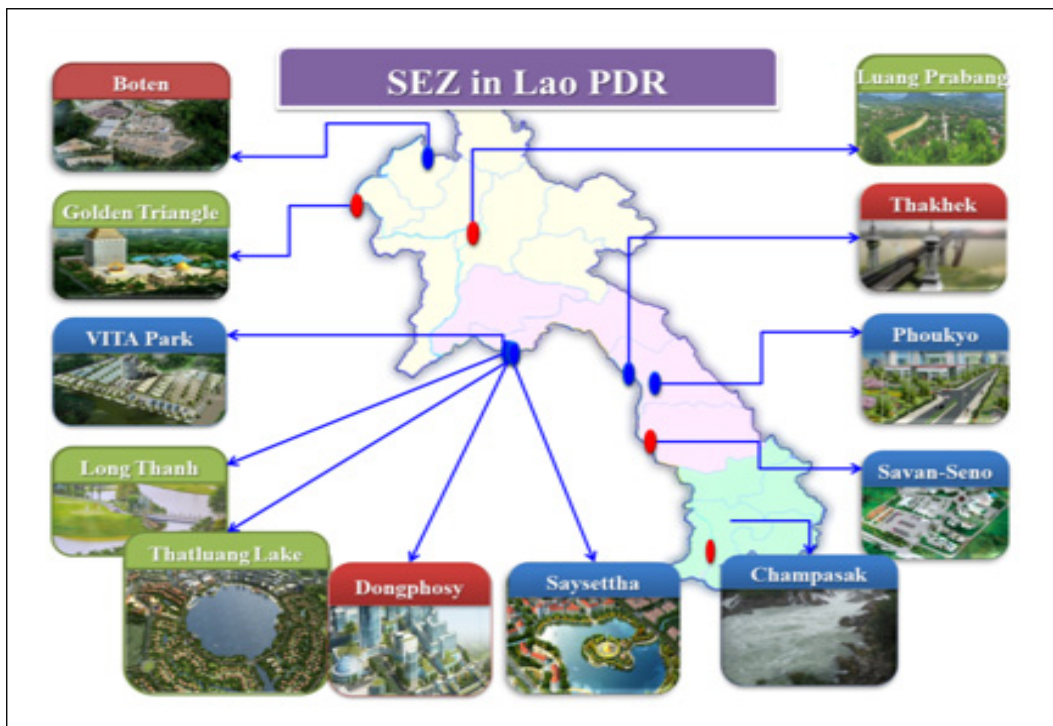 SEZ in Lao PDR
Boten
Luang Prabang
Golden Triangle
Thakhek
VITA Park
Phoukyo
Long Thanh
Savan-Seno
Thatluang Lake
Dongphosy
Saysettha
Champasak